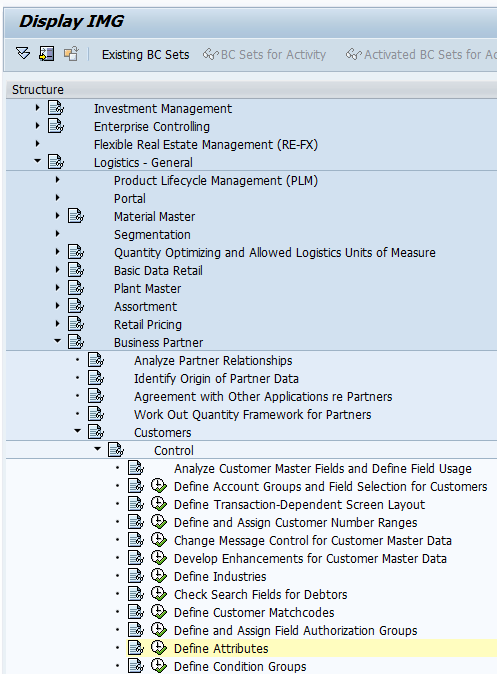 Display IMG
Existing BC Sets BC Sets for Activity Activated BC Sets for Ac
Structure
Investment Management
Enterprise Controlling
Flexible Real Estate Management (RE-FX)
Logistics - General
Product Lifecycle Management (PLM)
Portal
Material Master
Segmentation
Quantity Optimizing and Allowed Logistics Units of Measure
Basic Data Retail
Plant Master
Assortment
Retail Pricing
Business Partner
Analyze Partner Relationships
Identify Origin of Partner Data
Agreement with Other Applications re Partners
Work Out Quantity Framework for Partners
Customers
Control
Analyze Customer Master Fields and Define Field Usage
Define Account Groups and Field Selection for Customers
Define Transaction-Dependent Screen Layout
Define and Assign Customer Number Ranges
Change Message Control for Customer Master Data
Develop Enhancements for Customer Master Data
Define Industries
Check Search Fields for Debtors
Define Customer Matchcodes
Define and Assign Field Authorization Groups
Define Attributes
Define Condition Groups